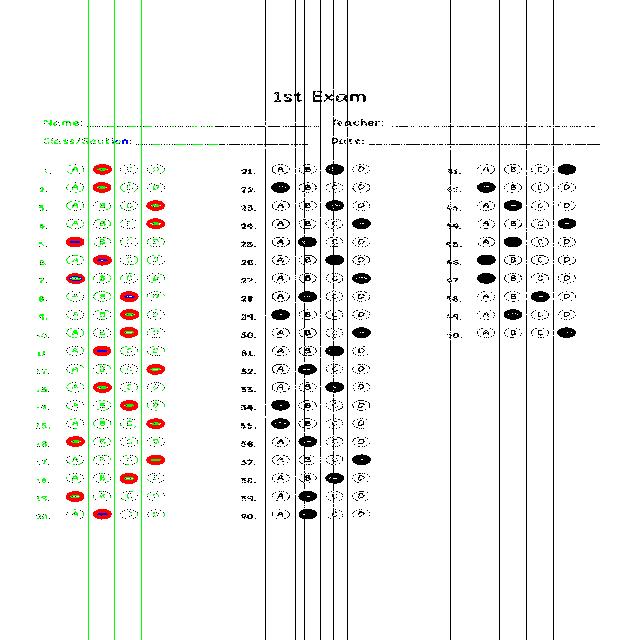 1st Exam
Name: Teacher:
Class/Section: Date:
1. A C D 21. A B D 41. A B C
2. A C D 22. B C D 42. B C D
3. A B C 23. A B D 43. A C D
4. A B C 24. A B C 44. A B C
5. B C D 25. A C D 45. A C D
6. A C D 26. A B D 46. B C D
7. B C D 27. A B C 47. B C D
8. A B D 28. A C D 48. A B D
9. A B D 29. B C D 49. A C D
10. A B D 30. A B C 50. A B C
11. A C D 31. A B D
12. A B C 32. A C D
13. A C D 33. A B D
14. A B D 34. B C D
15. A B C 35. B C D
16. B C D 36. A C D
17. A B C 37. A B C
18. A B D 38. A B D
19. B C D 39. A C D
20. A C D 40. A C D